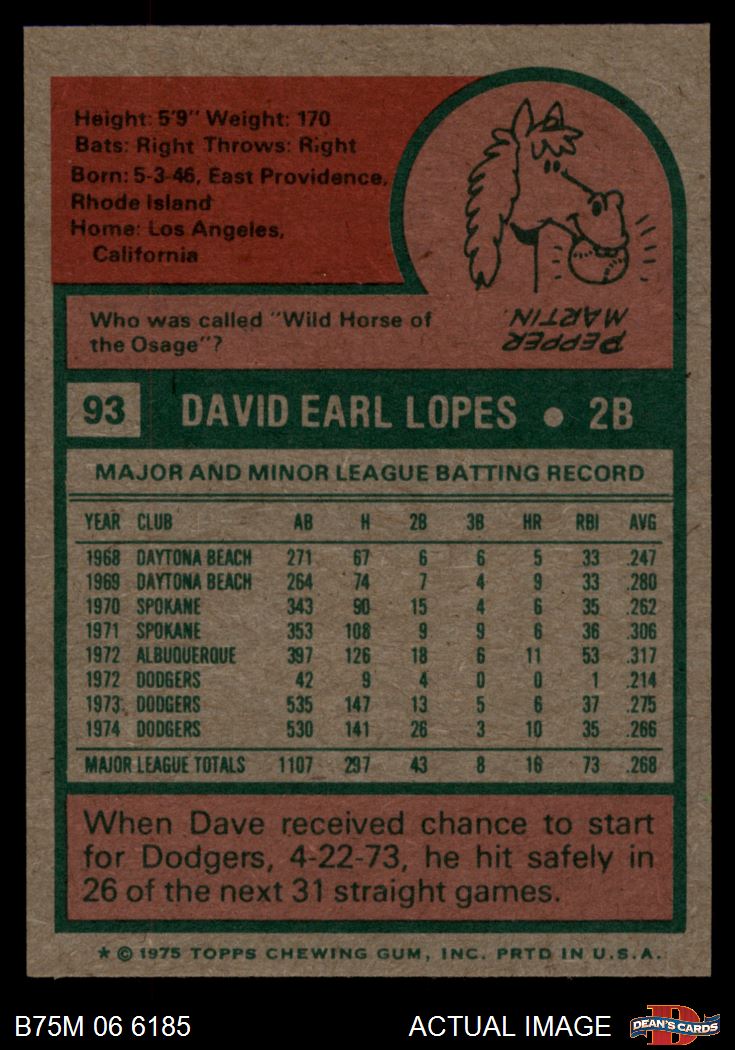 Height: 5'9" Weight: 170
Bats: Right Throws: Right
Born: 5-3-46, East Providence,
Rhode Island
Home: Los Angeles,
California
Who was called "Wild Horse of
the Osage"?
PEPPER
MARTIN.
93 DAVID EARL LOPES • 2B
MAJOR AND MINOR LEAGUE BATTING RECORD
YEAR CLUB AB H 2B 3B HR RBI AVG
1968 DAYTONA BEACH 271 67 6 6 5 33 .247
1969 DAYTONA BEACH 264 74 7 4 9 33 .280
1970 SPOKANE 343 90 15 4 6 35 .262
1971 SPOKANE 353 108 9 9 6 36 .306
1972 ALBUQUERQUE 397 126 18 6 11 53 .317
1972 DODGERS 42 9 4 0 0 1 .214
1973 DODGERS 535 147 13 5 6 37 .275
1974 DODGERS 530 141 26 3 10 35 .266
MAJOR LEAGUE TOTALS 1107 297 43 8 16 73 .268
When Dave received chance to start
for Dodgers, 4-22-73, he hit safely in
26 of the next 31 straight games.
* © 1975 TOPPS CHEWING GUM, INC. PRTD IN U.S.A.
B75M 06 6185 ACTUAL IMAGE D DEAN'S CARDS